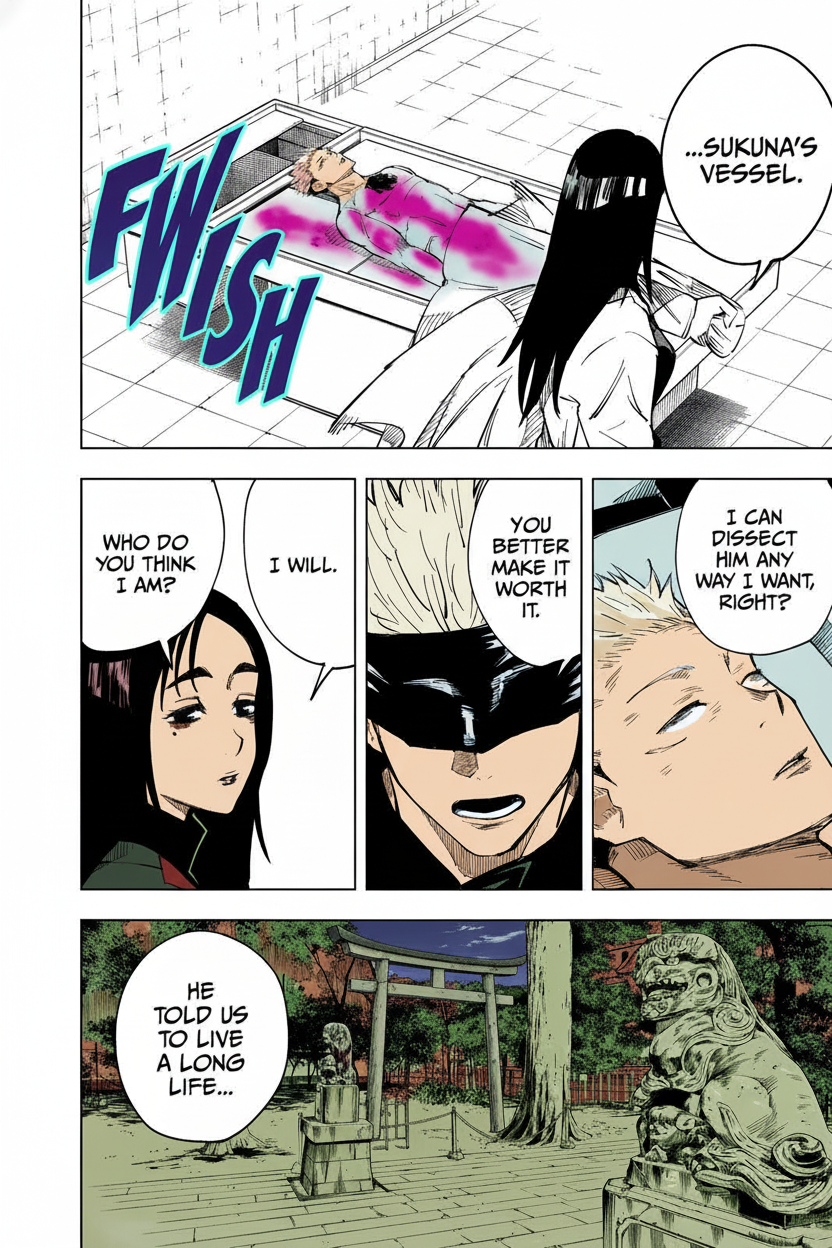 ...SUKUNA'S
VESSEL.
FWISH
I CAN
DISSECT
HIM ANY
WAY I WANT,
RIGHT?
YOU
BETTER
MAKE IT
WORTH
IT.
I WILL.
WHO DO
YOU THINK
I AM?
HE
TOLD US
TO LIVE
A LONG
LIFE...